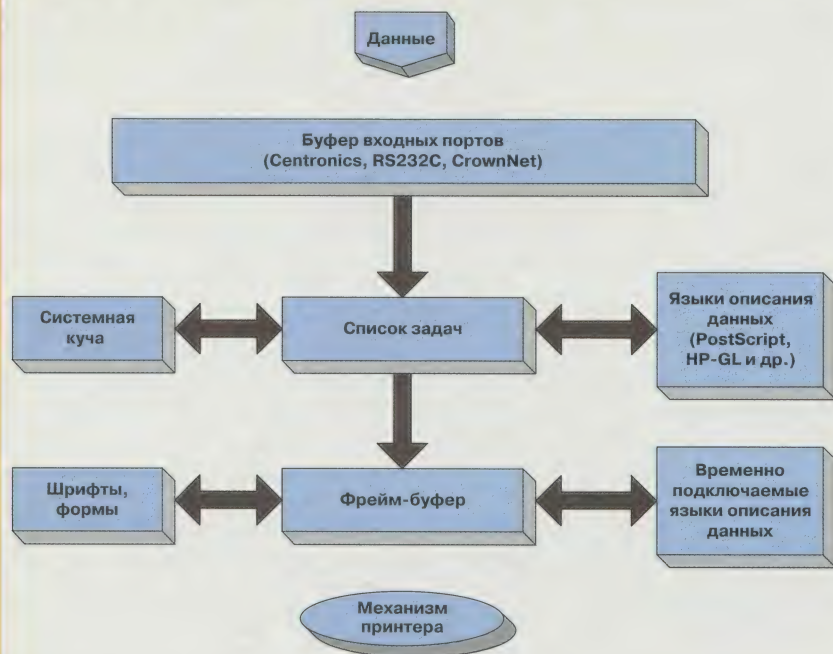 Данные
Буфер входных портов
(Centronics, RS232C, CrownNet)
Системная
куча
Список задач
Языки описания
данных
(PostScript,
HP-GL и др.)
Шрифты,
формы
Фрейм-буфер
Временно
подключаемые
языки описания
данных
Механизм
принтера